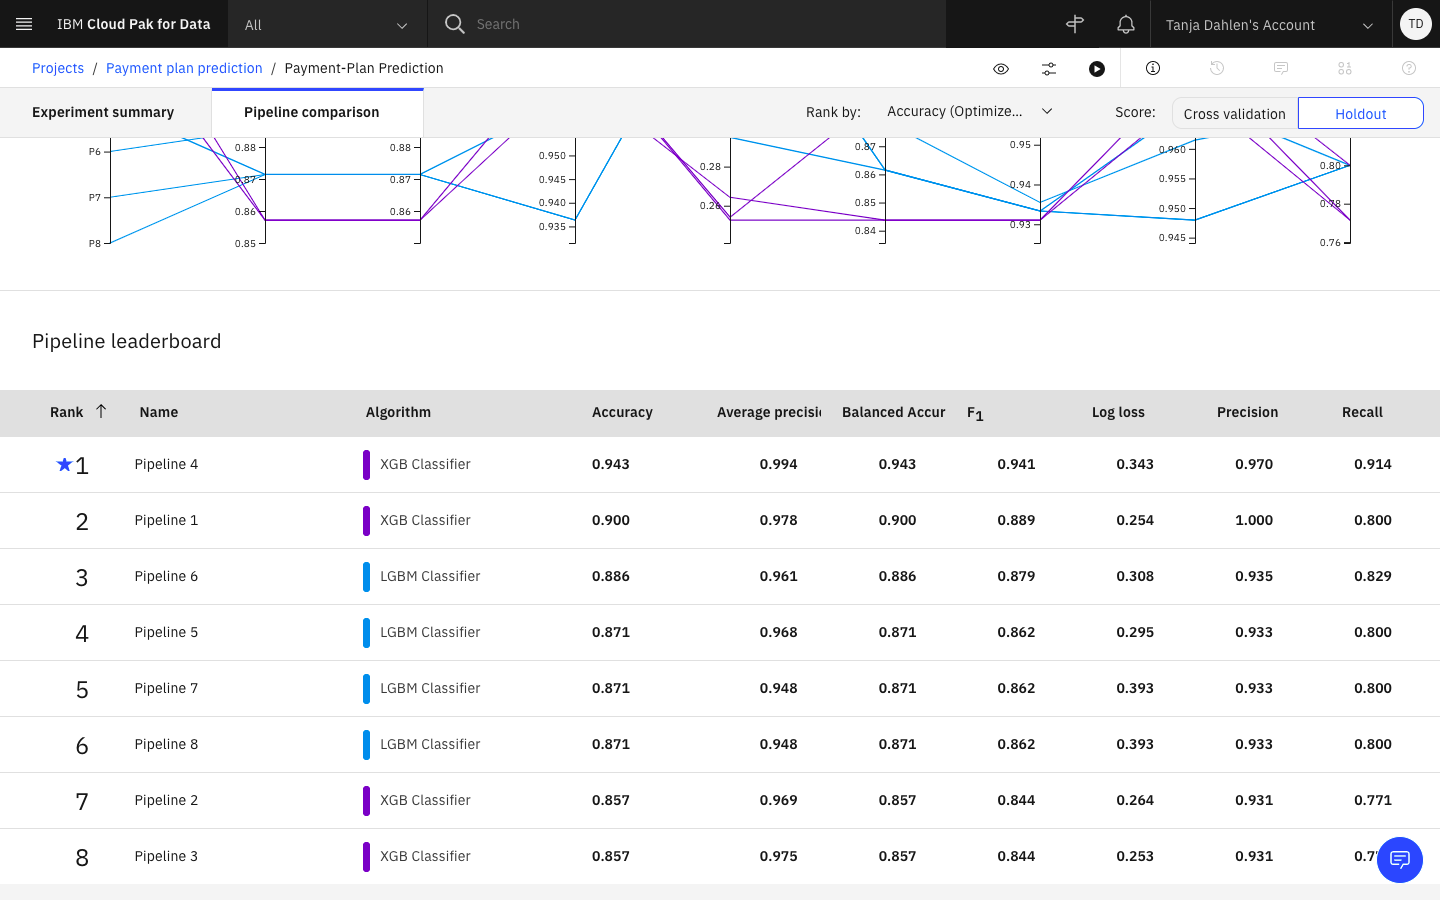 IBM Cloud Pak for Data All Search Tanja Dahlen's Account TD
Projects / Payment plan prediction / Payment-Plan Prediction
Experiment summary Pipeline comparison Rank by: Accuracy (Optimize... Score: Cross validation Holdout
P6 0.88 0.88 0.950 0.28 0.87 0.95 0.960 0.80
P7 0.87 0.87 0.945 0.26 0.86 0.94 0.955 0.78
P8 0.86 0.86 0.940 0.85 0.93 0.950 0.76
0.85 0.935 0.84 0.945
Pipeline leaderboard
Rank Name Algorithm Accuracy Average precisi Balanced Accur F1 Log loss Precision Recall
1 Pipeline 4 XGB Classifier 0.943 0.994 0.943 0.941 0.343 0.970 0.914
2 Pipeline 1 XGB Classifier 0.900 0.978 0.900 0.889 0.254 1.000 0.800
3 Pipeline 6 LGBM Classifier 0.886 0.961 0.886 0.879 0.308 0.935 0.829
4 Pipeline 5 LGBM Classifier 0.871 0.968 0.871 0.862 0.295 0.933 0.800
5 Pipeline 7 LGBM Classifier 0.871 0.948 0.871 0.862 0.393 0.933 0.800
6 Pipeline 8 LGBM Classifier 0.871 0.948 0.871 0.862 0.393 0.933 0.800
7 Pipeline 2 XGB Classifier 0.857 0.969 0.857 0.844 0.264 0.931 0.771
8 Pipeline 3 XGB Classifier 0.857 0.975 0.857 0.844 0.253 0.931